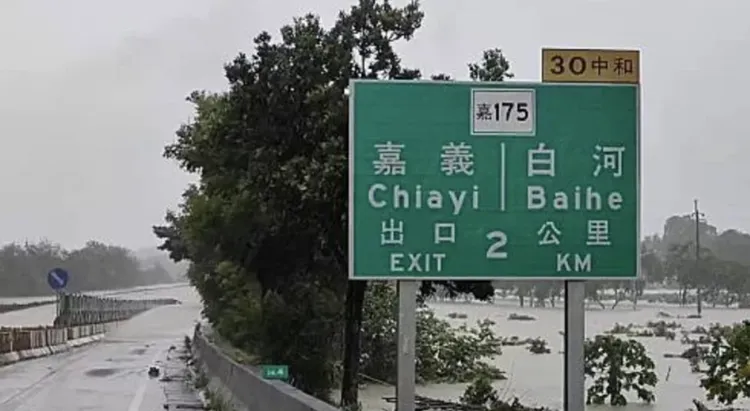 30中和
嘉175
嘉義 白河
Chiayi Baihe
出口 2 公里
EXIT KM